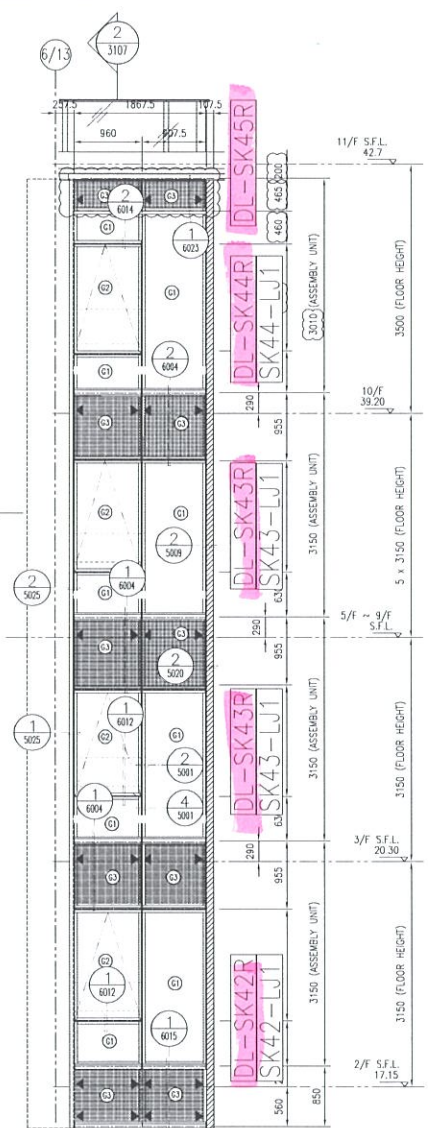 2
3107
6/13
257.5
1867.5
107.5
960
907.5
DL-SK45R
11/F S.F.L.
42.7
200
465
460
G3
G3
2
6014
G1
1
6023
G2
G3
DL-SK44R
SK44-LJ1
3010 (ASSEMBLY UNIT)
3500 (FLOOR HEIGHT)
2
6004
G1
290
10/F
39.20
G3
G3
955
G2
G1
DL-SK43R
SK43-LJ1
3150 (ASSEMBLY UNIT)
5 x 3150 (FLOOR HEIGHT)
2
5009
1
6004
G1
2
5025
63
290
5/F ~ 9/F
S.F.L.
G3
G3
955
2
5020
1
6012
G2
G1
DL-SK43R
SK43-LJ1
3150 (ASSEMBLY UNIT)
3150 (FLOOR HEIGHT)
1
5025
2
5001
1
6004
4
5001
G1
63
290
3/F S.F.L.
20.30
G3
G3
955
G2
1
6012
G1
DL-SK42R
SK42-LJ1
3150 (ASSEMBLY UNIT)
3150 (FLOOR HEIGHT)
G1
1
6015
2/F S.F.L.
17.15
G3
G3
560
850